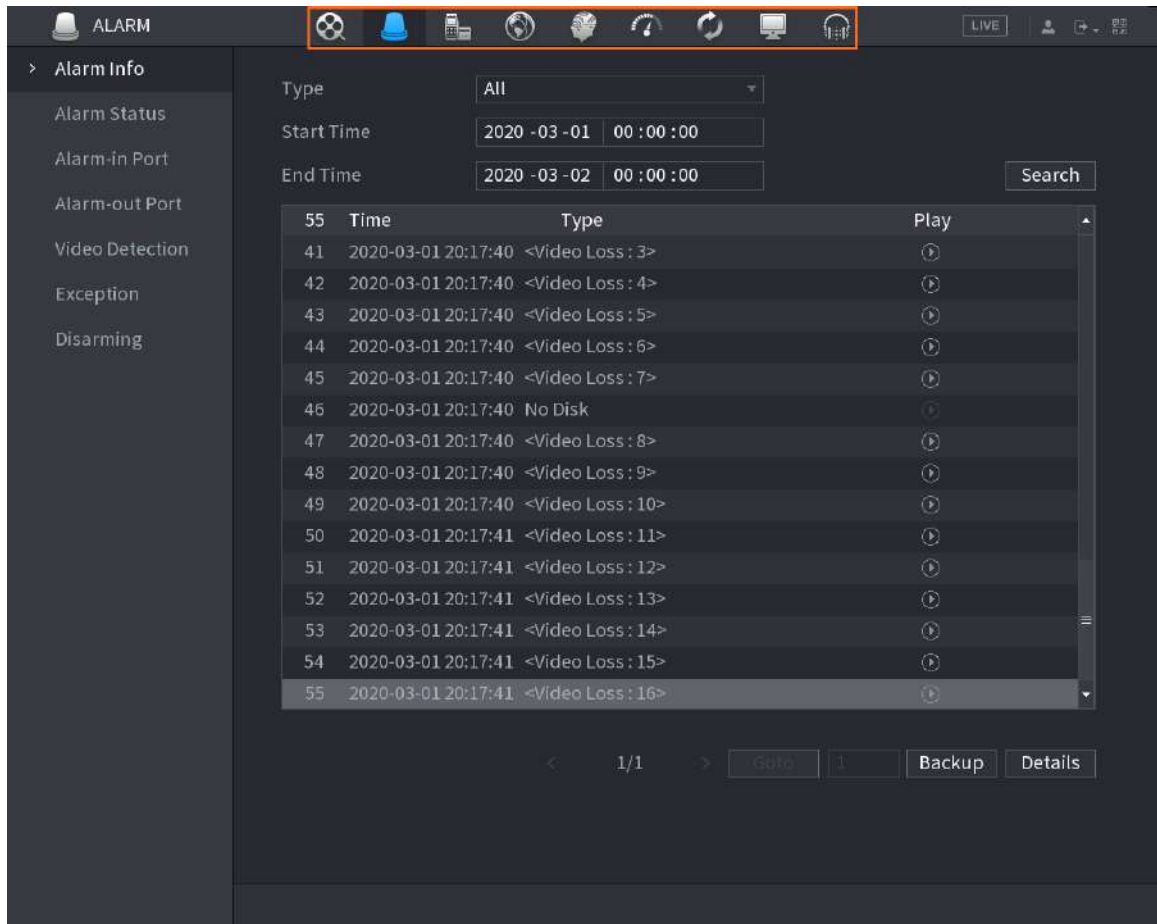 ALARM LIVE
> Alarm Info
Alarm Status
Alarm-in Port
Alarm-out Port
Video Detection
Exception
Disarming
Type All
Start Time 2020 -03 -01 00 : 00 : 00
End Time 2020 -03 -02 00 : 00 : 00 Search
55 Time Type Play
41 2020-03-01 20:17:40 <Video Loss : 3>
42 2020-03-01 20:17:40 <Video Loss : 4>
43 2020-03-01 20:17:40 <Video Loss : 5>
44 2020-03-01 20:17:40 <Video Loss : 6>
45 2020-03-01 20:17:40 <Video Loss : 7>
46 2020-03-01 20:17:40 No Disk
47 2020-03-01 20:17:40 <Video Loss : 8>
48 2020-03-01 20:17:40 <Video Loss : 9>
49 2020-03-01 20:17:40 <Video Loss : 10>
50 2020-03-01 20:17:41 <Video Loss : 11>
51 2020-03-01 20:17:41 <Video Loss : 12>
52 2020-03-01 20:17:41 <Video Loss : 13>
53 2020-03-01 20:17:41 <Video Loss : 14>
54 2020-03-01 20:17:41 <Video Loss : 15>
55 2020-03-01 20:17:41 <Video Loss : 16>
< 1/1 > Goto 1 Backup Details